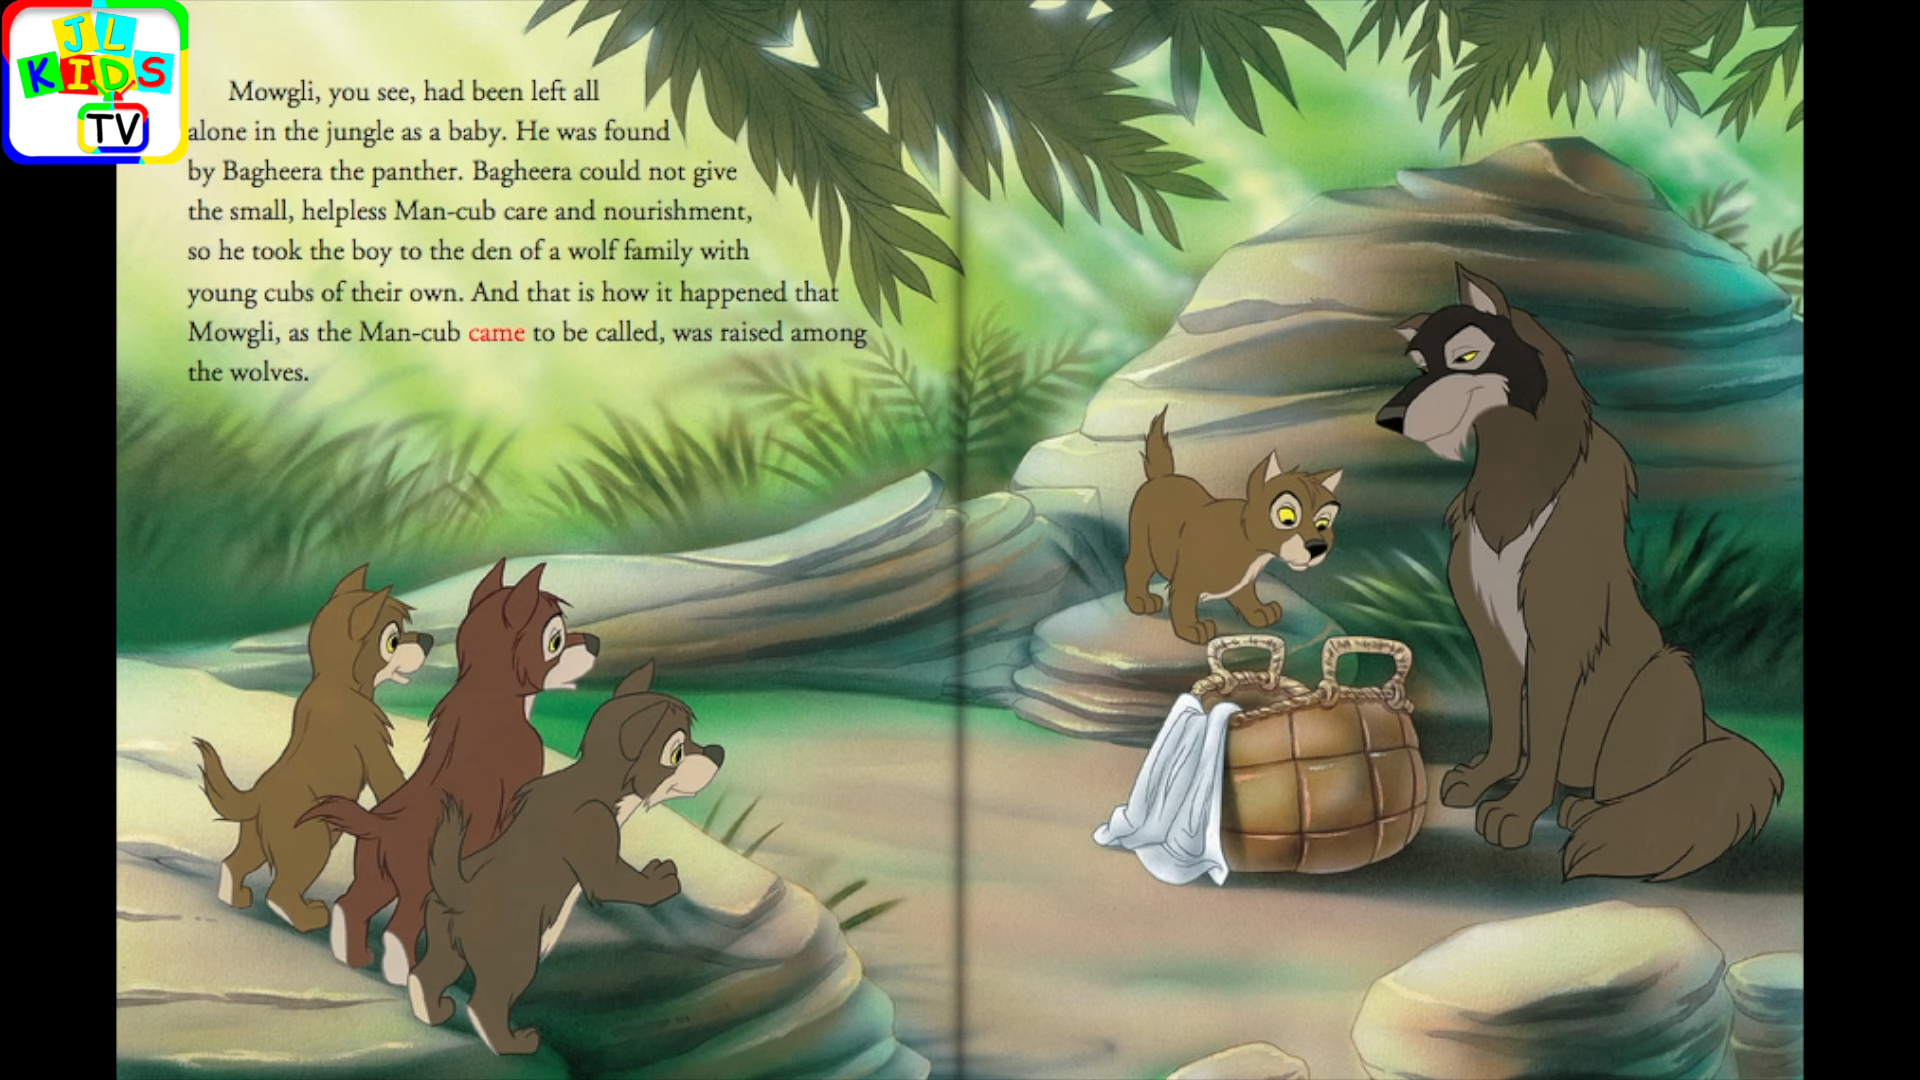 JL
KIDS
TV
Mowgli, you see, had been left all
alone in the jungle as a baby. He was found
by Bagheera the panther. Bagheera could not give
the small, helpless Man-cub care and nourishment,
so he took the boy to the den of a wolf family with
young cubs of their own. And that is how it happened that
Mowgli, as the Man-cub came to be called, was raised among
the wolves.